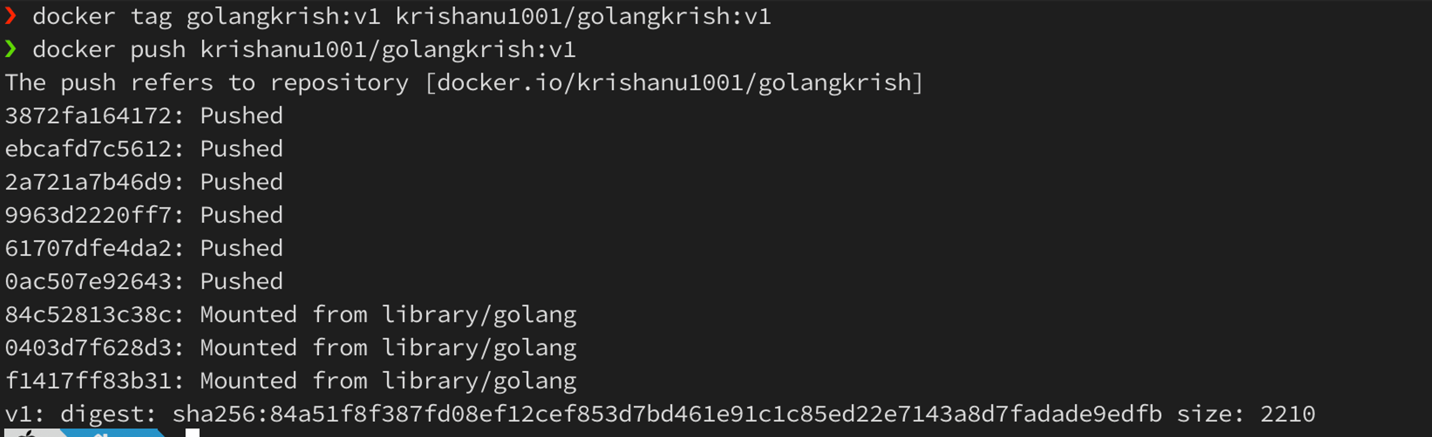 ❯ docker tag golangkrish:v1 krishanu1001/golangkrish:v1
❯ docker push krishanu1001/golangkrish:v1
The push refers to repository [docker.io/krishanu1001/golangkrish]
3872fa164172: Pushed
ebcafd7c5612: Pushed
2a721a7b46d9: Pushed
9963d2220ff7: Pushed
61707dfe4da2: Pushed
0ac507e92643: Pushed
84c52813c38c: Mounted from library/golang
0403d7f628d3: Mounted from library/golang
f1417ff83b31: Mounted from library/golang
v1: digest: sha256:84a51f8f387fd08ef12cef853d7bd461e91c1c85ed22e7143a8d7fadade9edfb size: 2210